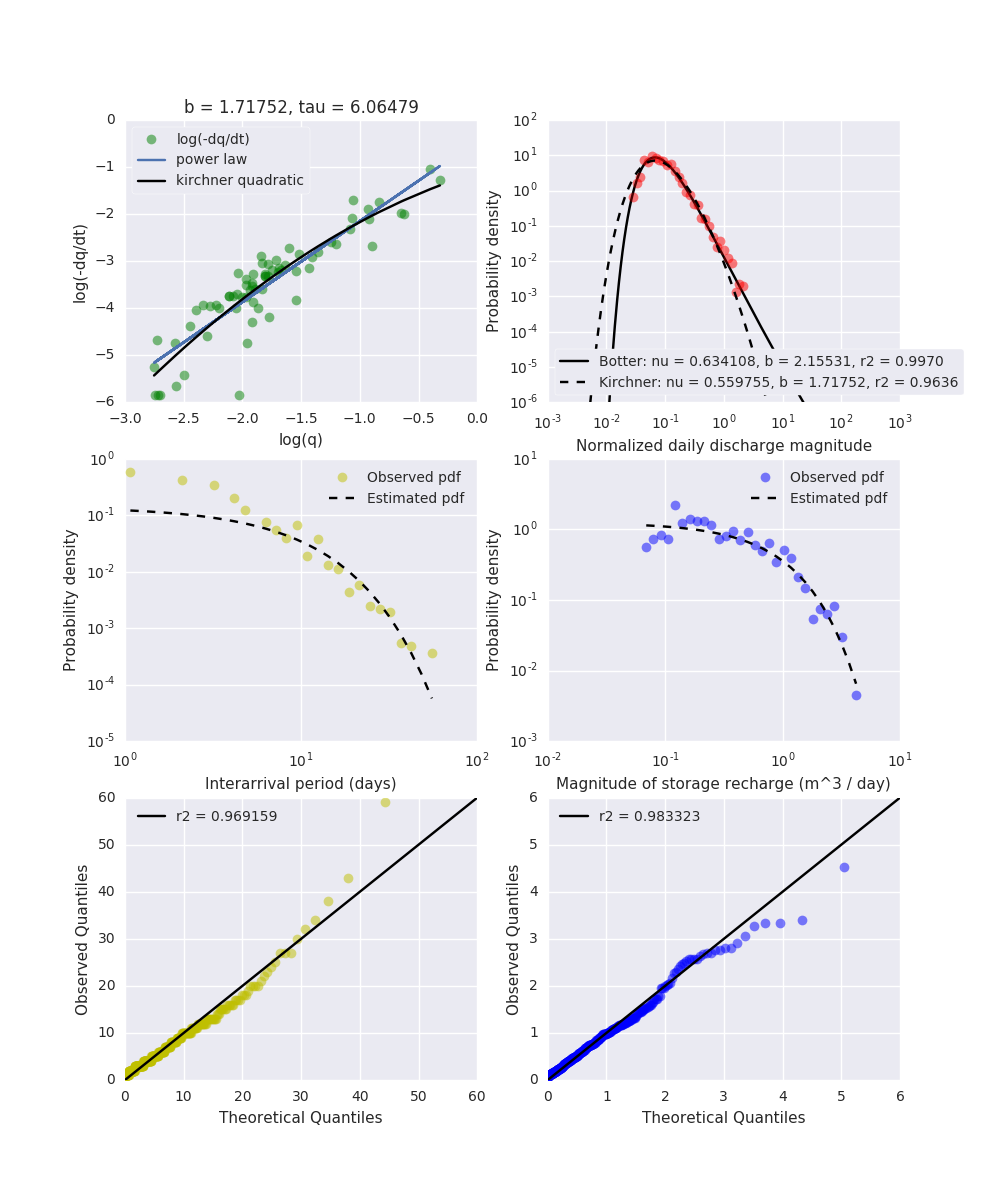 b = 1.71752, tau = 6.06479
0
−1
−2
−3
−4
−5
−6
log(-dq/dt)
log(-dq/dt)
power law
kirchner quadratic
−3.0 −2.5 −2.0 −1.5 −1.0 −0.5 0.0
log(q)
10^2
10^1
10^0
10^-1
10^-2
10^-3
10^-4
10^-5
10^-6
Probability density
Botter: nu = 0.634108, b = 2.15531, r2 = 0.9970
Kirchner: nu = 0.559755, b = 1.71752, r2 = 0.9636
10^-3 10^-2 10^-1 10^0 10^1 10^2 10^3
Normalized daily discharge magnitude
10^0
10^-1
10^-2
10^-3
10^-4
10^-5
Probability density
Observed pdf
Estimated pdf
10^0 10^1 10^2
Interarrival period (days)
10^1
10^0
10^-1
10^-2
10^-3
Probability density
Observed pdf
Estimated pdf
10^-2 10^-1 10^0 10^1
Magnitude of storage recharge (m^3 / day)
60
50
40
30
20
10
0
Observed Quantiles
r2 = 0.969159
0 10 20 30 40 50 60
Theoretical Quantiles
6
5
4
3
2
1
0
Observed Quantiles
r2 = 0.983323
0 1 2 3 4 5 6
Theoretical Quantiles